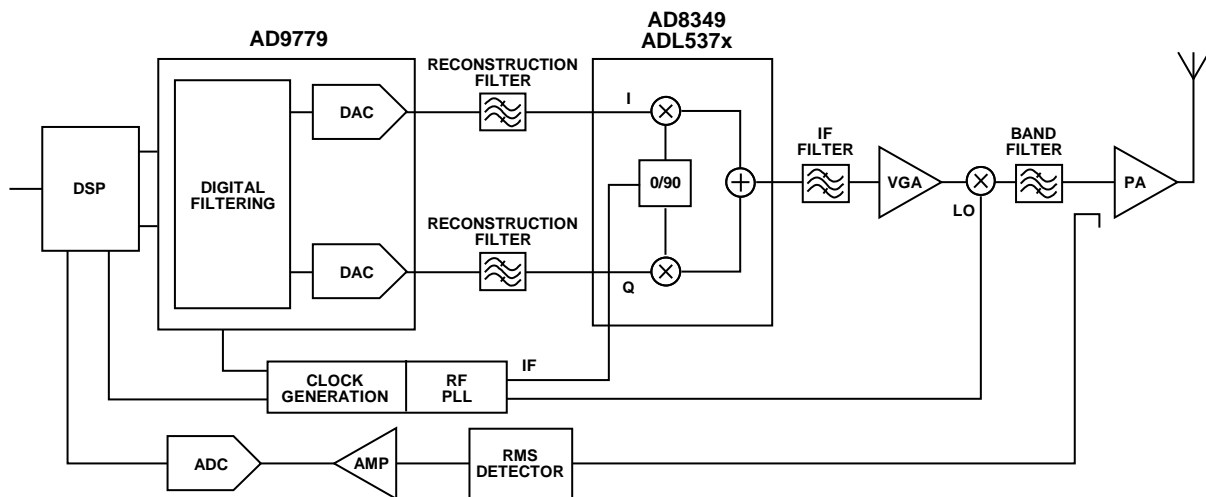 AD9779
AD8349
ADL537x
RECONSTRUCTION
FILTER
DSP
DIGITAL
FILTERING
DAC
I
0/90
IF
FILTER
VGA
LO
BAND
FILTER
PA
RECONSTRUCTION
FILTER
DAC
Q
CLOCK
GENERATION
RF
PLL
IF
ADC
AMP
RMS
DETECTOR